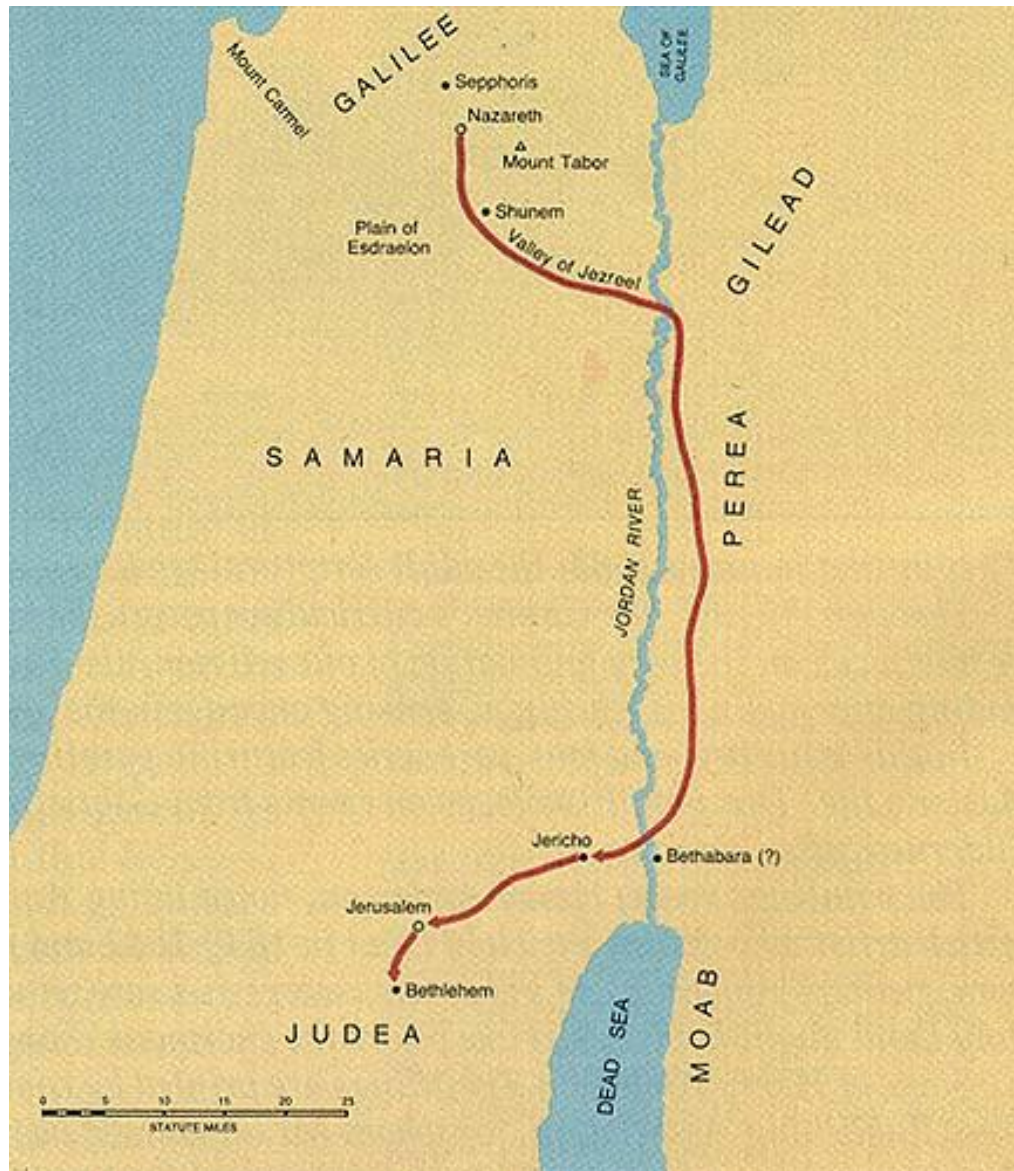 GALILEE
SEA OF
GALILEE
Mount Carmel
Sepphoris
Nazareth
Mount Tabor
Shunem
Plain of
Esdraelon
Valley of Jezreel
GILEAD
SAMARIA
PEREA
JORDAN RIVER
Jericho
Bethabara (?)
Jerusalem
Bethlehem
JUDEA
DEAD SEA
MOAB
0 5 10 15 20 25
STATUTE MILES